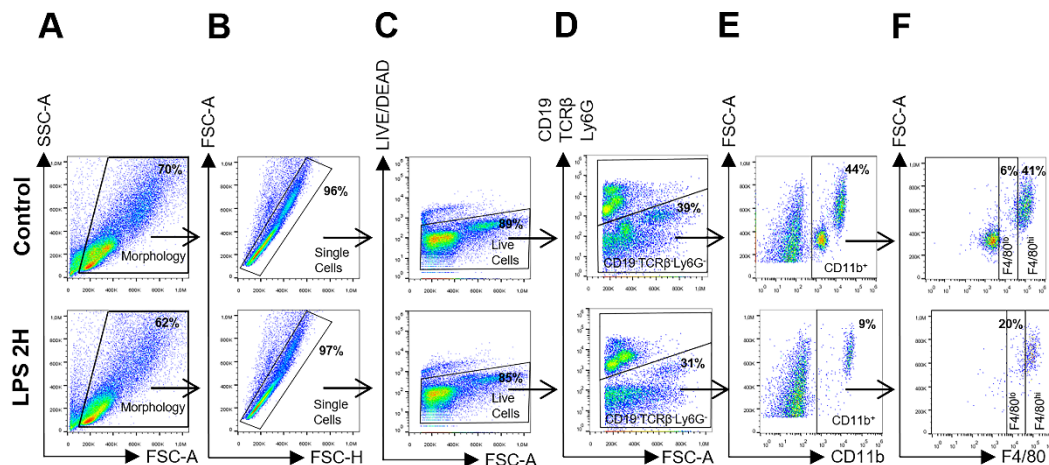 A B C D E F
SSC-A
FSC-A
LIVE/DEAD
CD19
TCRβ
Ly6G
FSC-A
FSC-A
Control
70%
Morphology
96%
Single
Cells
89%
Live
Cells
39%
CD19⁻TCRβ⁻Ly6G⁻
44%
CD11b⁺
6% 41%
F4/80ˡᵒ
F4/80ʰⁱ
LPS 2H
62%
Morphology
97%
Single
Cells
85%
Live
Cells
31%
CD19⁻TCRβ⁻Ly6G⁻
9%
CD11b⁺
20%
F4/80ˡᵒ
F4/80ʰⁱ
FSC-A FSC-H FSC-A FSC-A CD11b F4/80